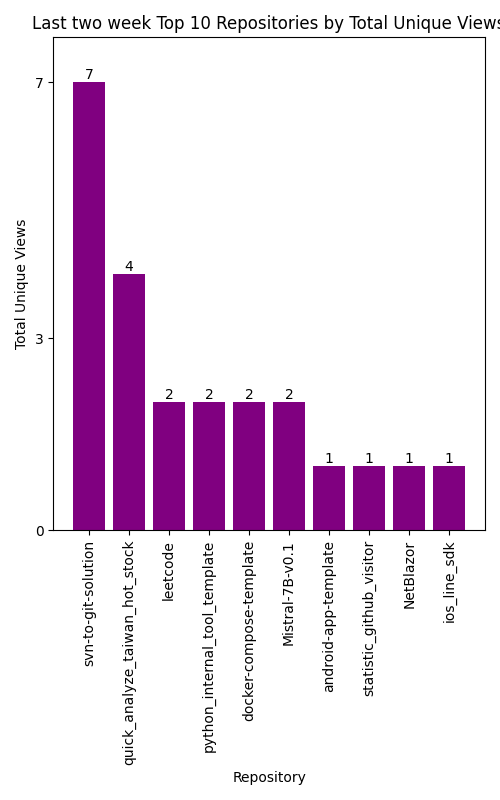 Last two week Top 10 Repositories by Total Unique Views
7
4
2
2
2
2
1
1
1
1
7
3
0
Total Unique Views
svn-to-git-solution
quick_analyze_taiwan_hot_stock
leetcode
python_internal_tool_template
docker-compose-template
Mistral-7B-v0.1
android-app-template
statistic_github_visitor
NetBlazor
ios_line_sdk
Repository